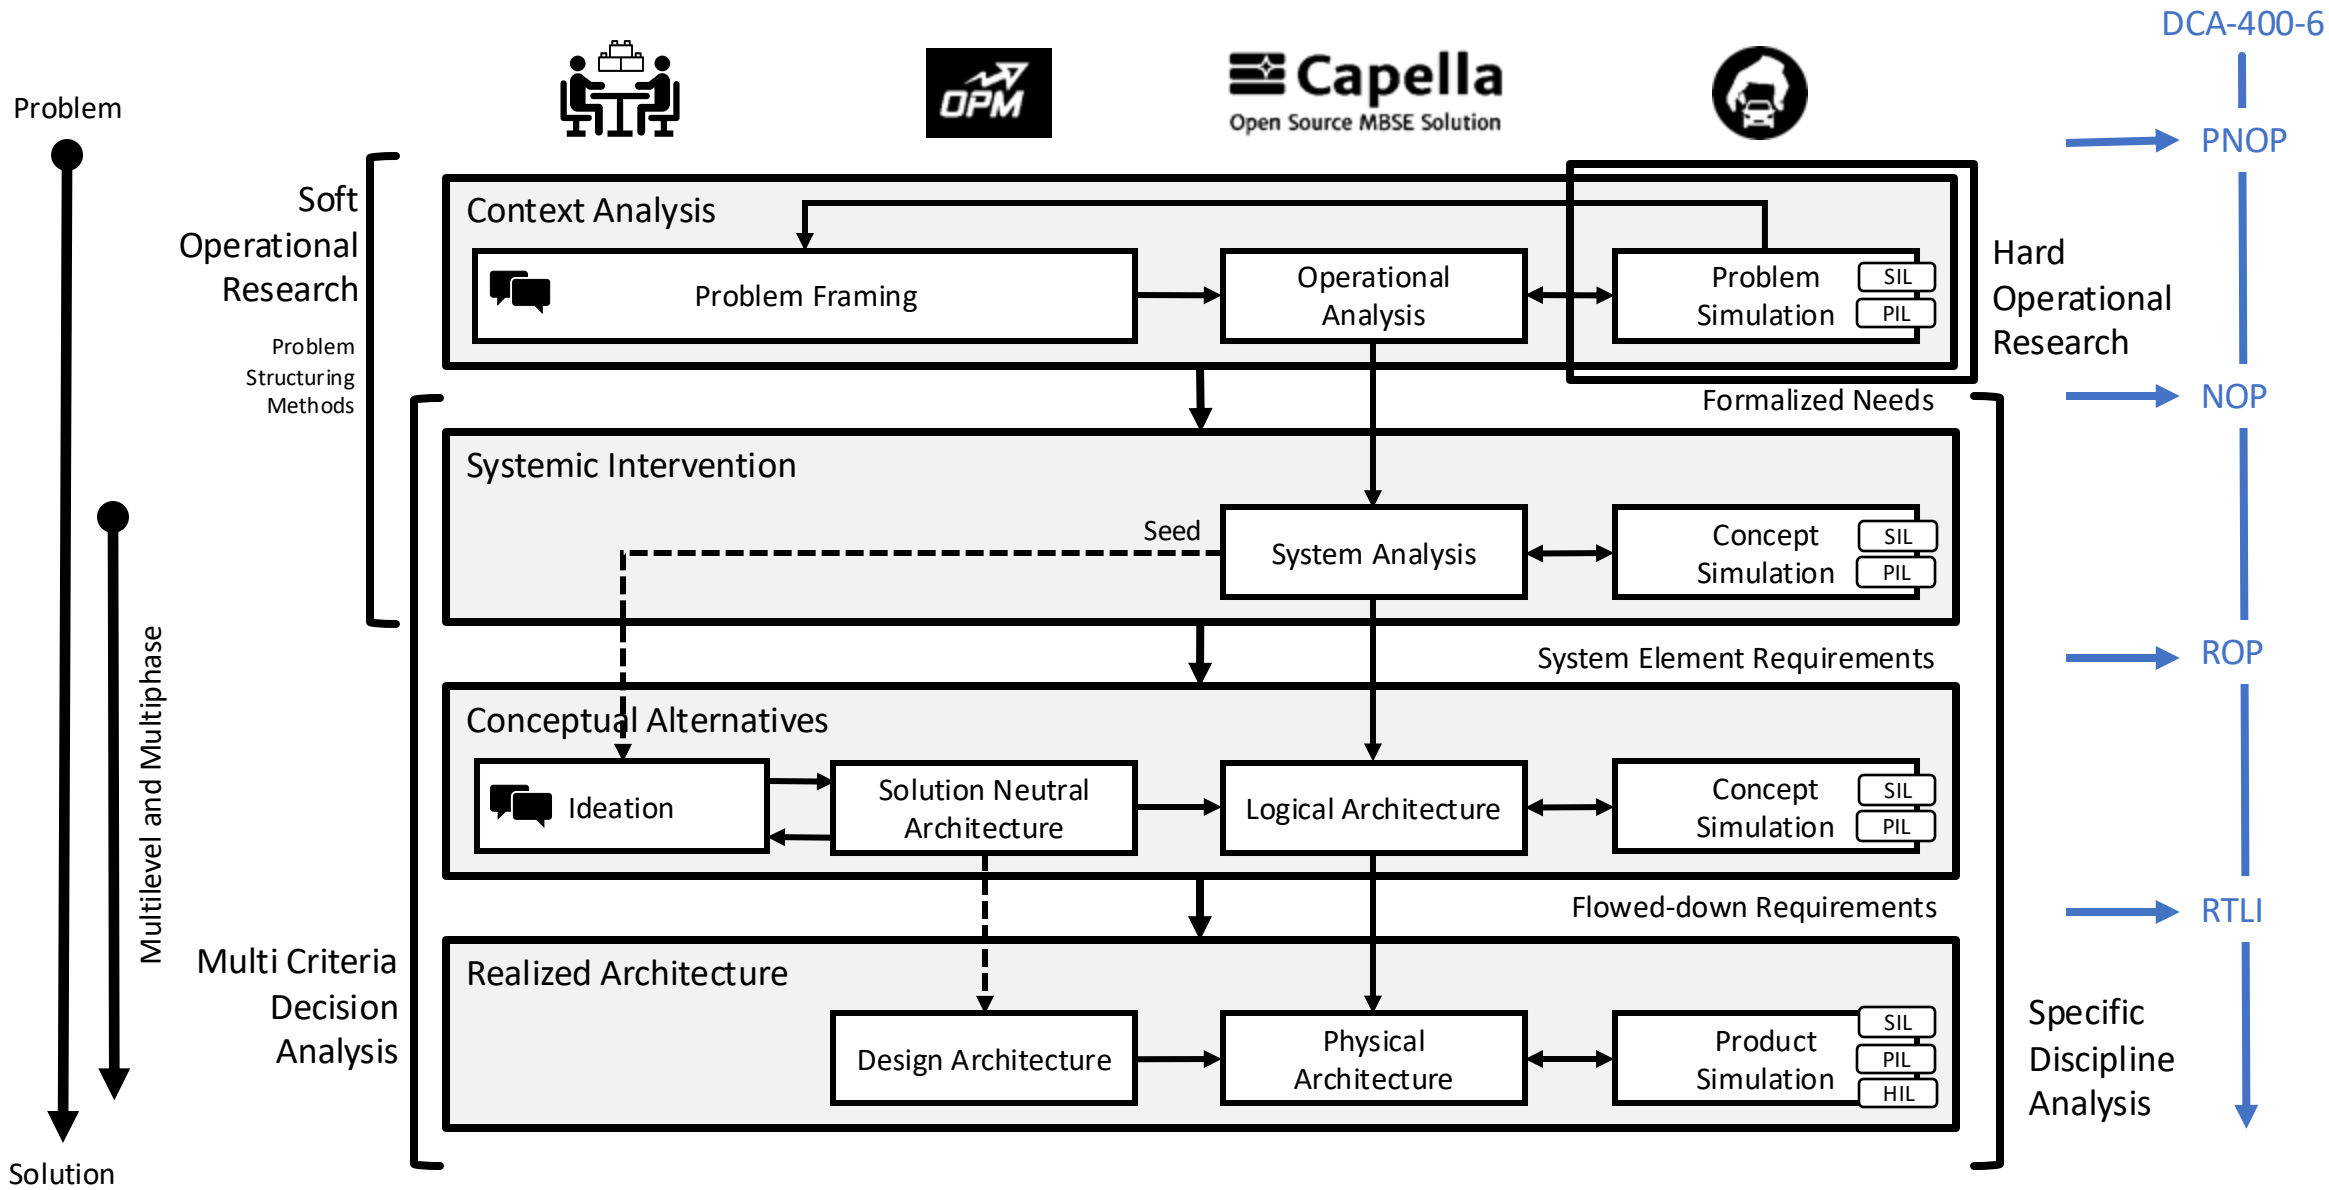 DCA-400-6
Problem
OPM
Capella
Open Source MBSE Solution
PNOP
Soft
Operational
Research
Problem
Structuring
Methods
Context Analysis
Problem Framing
Operational
Analysis
Problem
Simulation
SIL
PIL
Hard
Operational
Research
Formalized Needs
NOP
Systemic Intervention
Seed
System Analysis
Concept
Simulation
SIL
PIL
System Element Requirements
ROP
Multilevel and Multiphase
Conceptual Alternatives
Ideation
Solution Neutral
Architecture
Logical Architecture
Concept
Simulation
SIL
PIL
Flowed-down Requirements
RTLI
Multi Criteria
Decision
Analysis
Realized Architecture
Design Architecture
Physical
Architecture
Product
Simulation
SIL
PIL
HIL
Specific
Discipline
Analysis
Solution